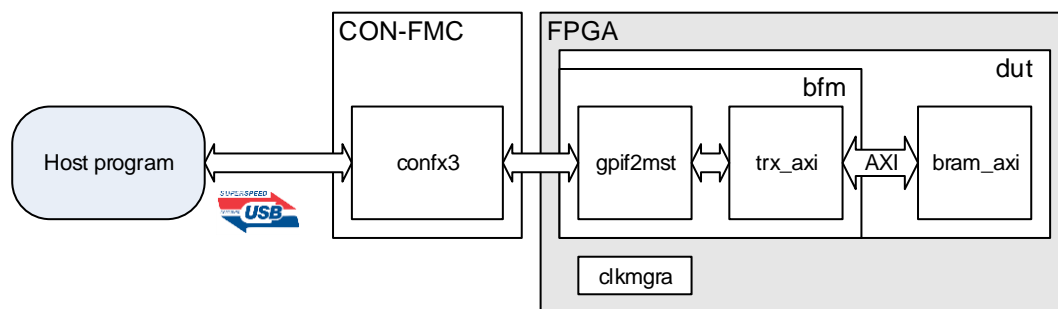 CON-FMC
FPGA
dut
bfm
Host program
confx3
gpif2mst
trx_axi
AXI
bram_axi
SUPERSPEED
USB
clkmgra